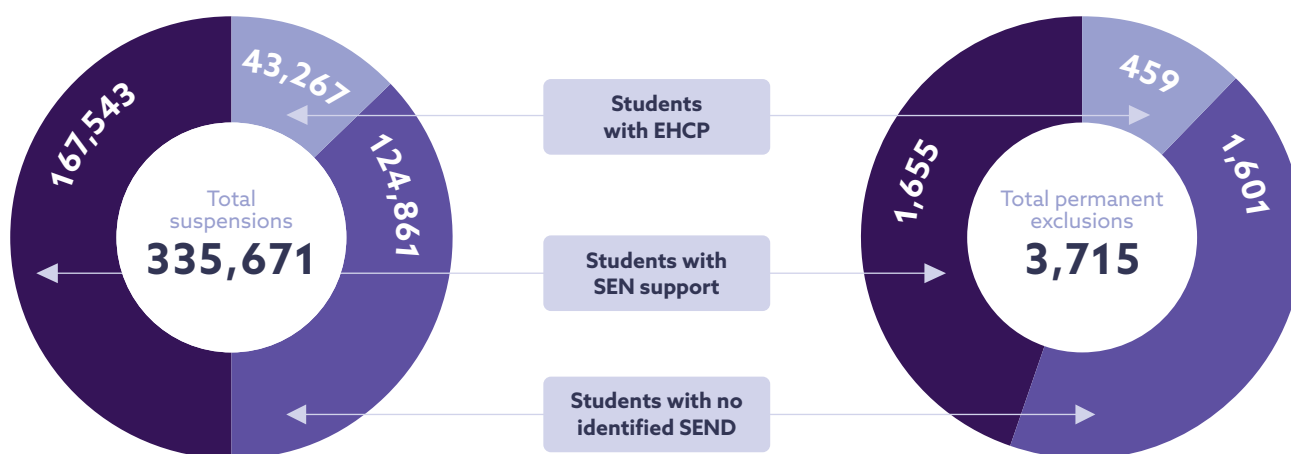 167,543
43,267
124,861
Total
suspensions
335,671
Students
with EHCP
Students with
SEN support
Students with no
identified SEND
1,655
459
1,601
Total permanent
exclusions
3,715